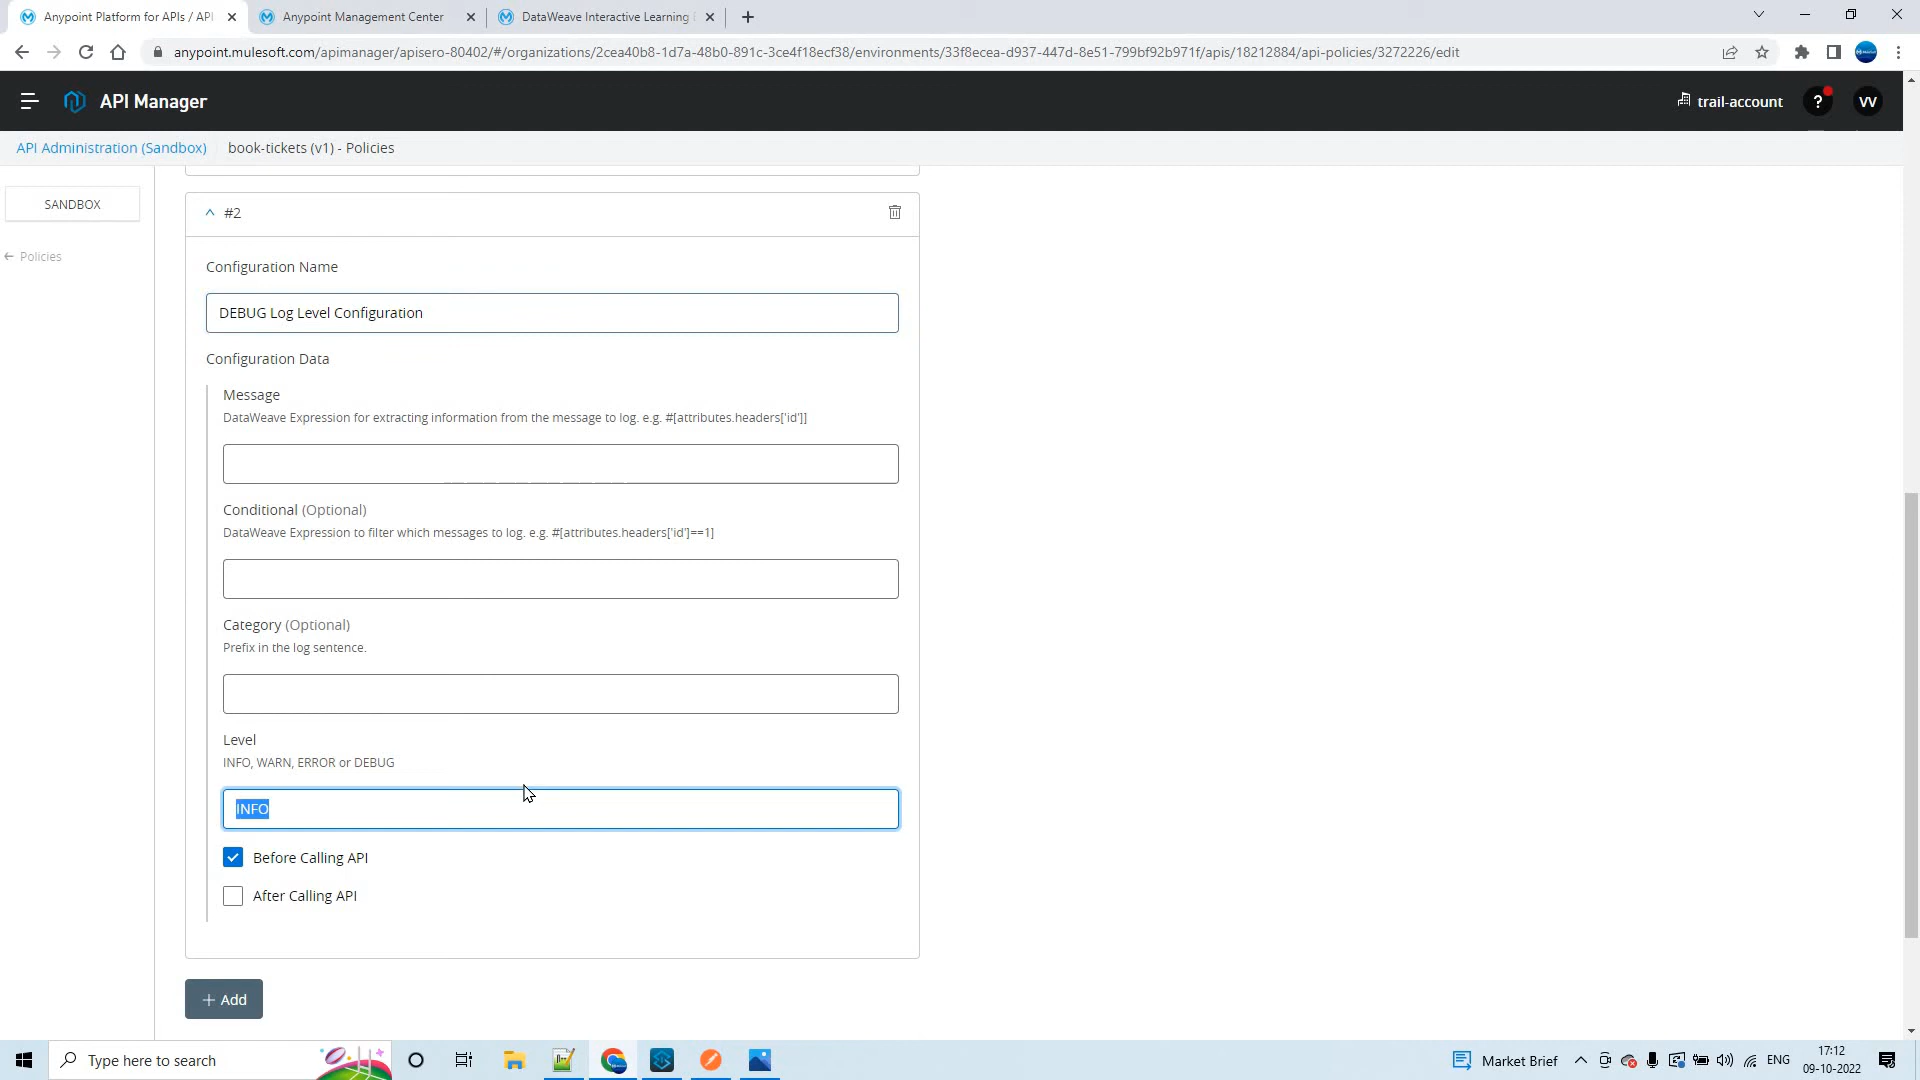 Anypoint Platform for APIs / API
Anypoint Management Center
DataWeave Interactive Learning
anypoint.mulesoft.com/apimanager/apisero-80402/#/organizations/2cea40b8-1d7a-48b0-891c-3ce4f18ecf38/environments/33f8ecea-d937-447d-8e51-799bf92b971f/apis/18212884/api-policies/3272226/edit
API Manager
trail-account
?
VV
API Administration (Sandbox)
book-tickets (v1) - Policies
SANDBOX
Policies
#2
Configuration Name
DEBUG Log Level Configuration
Configuration Data
Message
DataWeave Expression for extracting information from the message to log. e.g. #[attributes.headers['id']]
Conditional (Optional)
DataWeave Expression to filter which messages to log. e.g. #[attributes.headers['id']==1]
Category (Optional)
Prefix in the log sentence.
Level
INFO, WARN, ERROR or DEBUG
INFO
Before Calling API
After Calling API
+ Add
Type here to search
Market Brief
ENG
17:12
09-10-2022